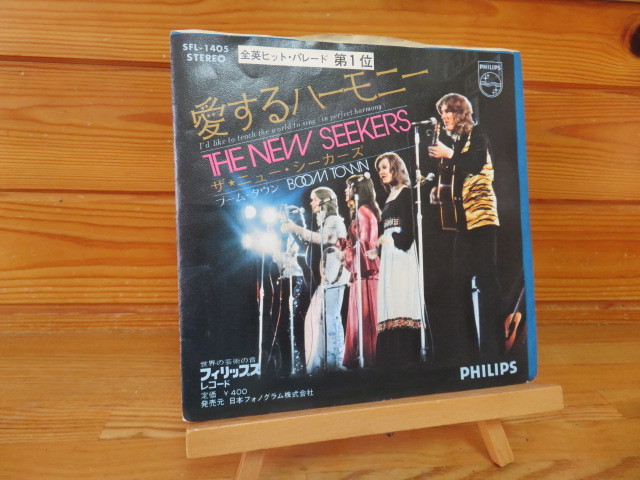 SFL-1405
STEREO
全英ヒット・パレード 第1位
PHILIPS
愛するハーモニー
I'd like to teach the world to sing (in perfect harmony)
THE NEW SEEKERS
ザ★ニュー・シーカーズ
ブーム・タウン BOOM TOWN
世界の芸術の音
フィリップス
レコード
定価 ¥400
発売元 日本フォノグラム株式会社
PHILIPS